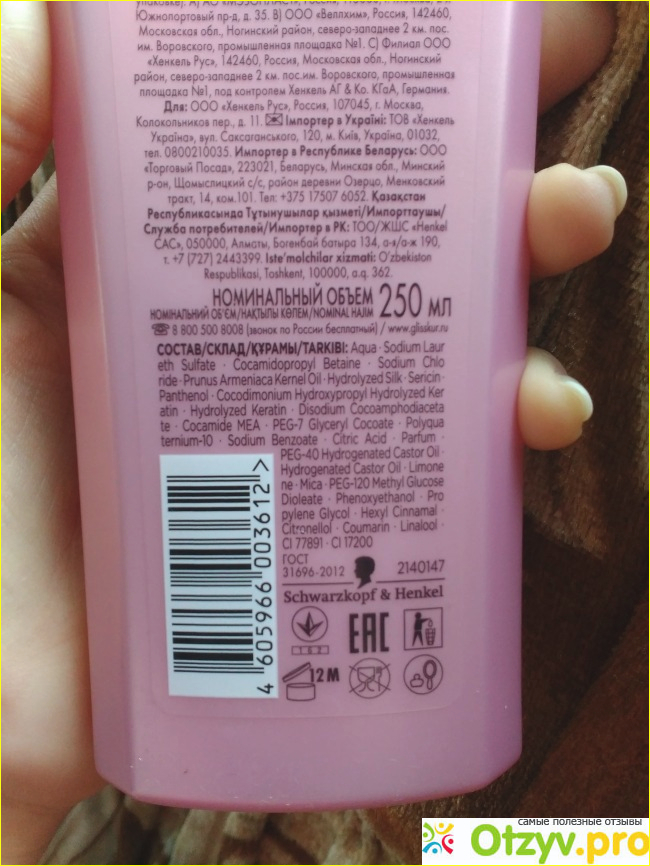 Южнопортовый пр-д, д. 35. B) ООО «Веллхим», Россия, 142460,
Московская обл., Ногинский район, северо-западнее 2 км. пос.
им. Воровского, промышленная площадка №1. C) Филиал ООО
«Хенкель Рус», 142460, Россия, Московская обл., Ногинский
район, северо-западнее 2 км. пос.им. Воровского, промышленная
площадка №1, под контролем Хенкель АГ & Ко. КГаА, Германия.
Для: ООО «Хенкель Рус», Россия, 107045, г. Москва,
Колокольников пер., д. 11. Імпортер в Україні: ТОВ «Хенкель
Україна», вул. Саксаганського, 120, м. Київ, Україна, 01032,
тел. 0800210035. Импортер в Республике Беларусь: ООО
«Торговый Посад», 223021, Беларусь, Минская обл., Минский
р-он, Щомыслицкий с/с, район деревни Озерцо, Менковский
тракт, 14, ком.101. Тел: +375 17507 6052. Қазақстан
Республикасында Тұтынушылар қызметі/Импорттаушы/
Служба потребителей/Импортер в РК: ТОО/ЖШС «Henkel
CAC», 050000, Алматы, Богенбай батыра 134, а-я/а-ж 190,
т. +7 (727) 2443399. Iste'molchilar xizmati: O'zbekiston
Respublikasi, Toshkent, 100000, a.q. 362.
НОМИНАЛЬНЫЙ ОБЪЕМ 250 МЛ
НОМІНАЛЬНИЙ ОБ'ЄМ/НАҚТЫЛЫ КӨЛЕМ/NOMINAL HAJM
8 800 500 8008 (звонок по России бесплатный) / www.glisskur.ru
СОСТАВ/СКЛАД/ҚҰРАМЫ/TARKIBI: Aqua · Sodium Laur
eth Sulfate · Cocamidopropyl Betaine · Sodium Chlo
ride · Prunus Armeniaca Kernel Oil · Hydrolyzed Silk · Sericin ·
Panthenol · Cocodimonium Hydroxypropyl Hydrolyzed Ker
atin · Hydrolyzed Keratin · Disodium Cocoamphodiaceta
te · Cocamide MEA · PEG-7 Glyceryl Cocoate · Polyqua
ternium-10 · Sodium Benzoate · Citric Acid · Parfum ·
PEG-40 Hydrogenated Castor Oil ·
Hydrogenated Castor Oil · Limone
ne · Mica · PEG-120 Methyl Glucose
Dioleate · Phenoxyethanol · Pro
pylene Glycol · Hexyl Cinnamal ·
Citronellol · Coumarin · Linalool ·
CI 77891 · CI 17200
ГОСТ
31696-2012
2140147
Schwarzkopf & Henkel
EAC
12M
4 605966 003612 >
самые полезные отзывы
Otzyv.pro